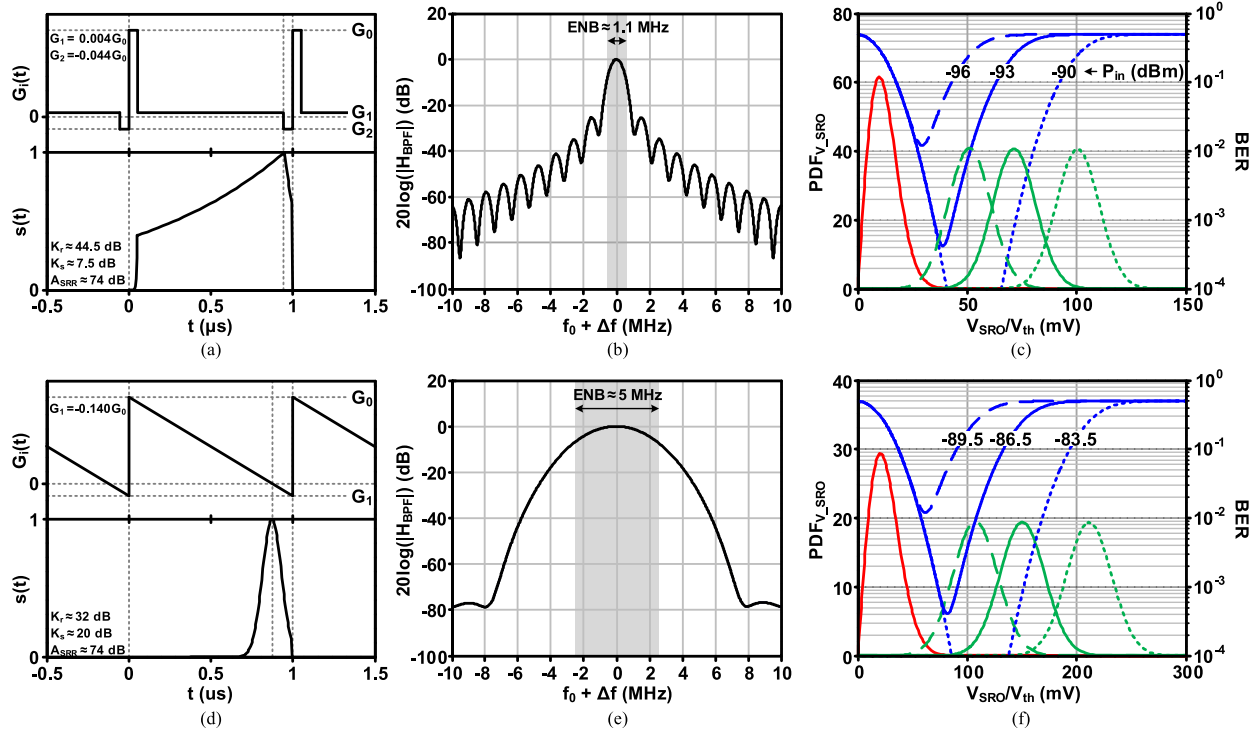 G₁ = 0.004G₀
G₂ = -0.044G₀
Gᵢ(t)
0
G₀
G₁
G₂
1
s(t)
Kᵣ ≈ 44.5 dB
Kₛ ≈ 7.5 dB
A_SRR ≈ 74 dB
0
-0.5 0 0.5 1 1.5
t (µs)
(a)
20log(|H_BPF|) (dB)
20
0
-20
-40
-60
-80
-100
ENB ≈ 1.1 MHz
-10 -8 -6 -4 -2 0 2 4 6 8 10
f₀ + Δf (MHz)
(b)
PDF_V_SRO
80
60
40
20
0
-96 -93 -90 ← P_in (dBm)
10⁰
10⁻¹
10⁻²
10⁻³
10⁻⁴
BER
0 50 100 150
V_SRO/V_th (mV)
(c)
G₁ = -0.140G₀
Gᵢ(t)
0
G₀
G₁
1
s(t)
Kᵣ ≈ 32 dB
Kₛ ≈ 20 dB
A_SRR ≈ 74 dB
0
-0.5 0 0.5 1 1.5
t (us)
(d)
20log(|H_BPF|) (dB)
20
0
-20
-40
-60
-80
-100
ENB ≈ 5 MHz
-10 -8 -6 -4 -2 0 2 4 6 8 10
f₀ + Δf (MHz)
(e)
PDF_V_SRO
40
30
20
10
0
-89.5 -86.5 -83.5
10⁰
10⁻¹
10⁻²
10⁻³
10⁻⁴
BER
0 100 200 300
V_SRO/V_th (mV)
(f)